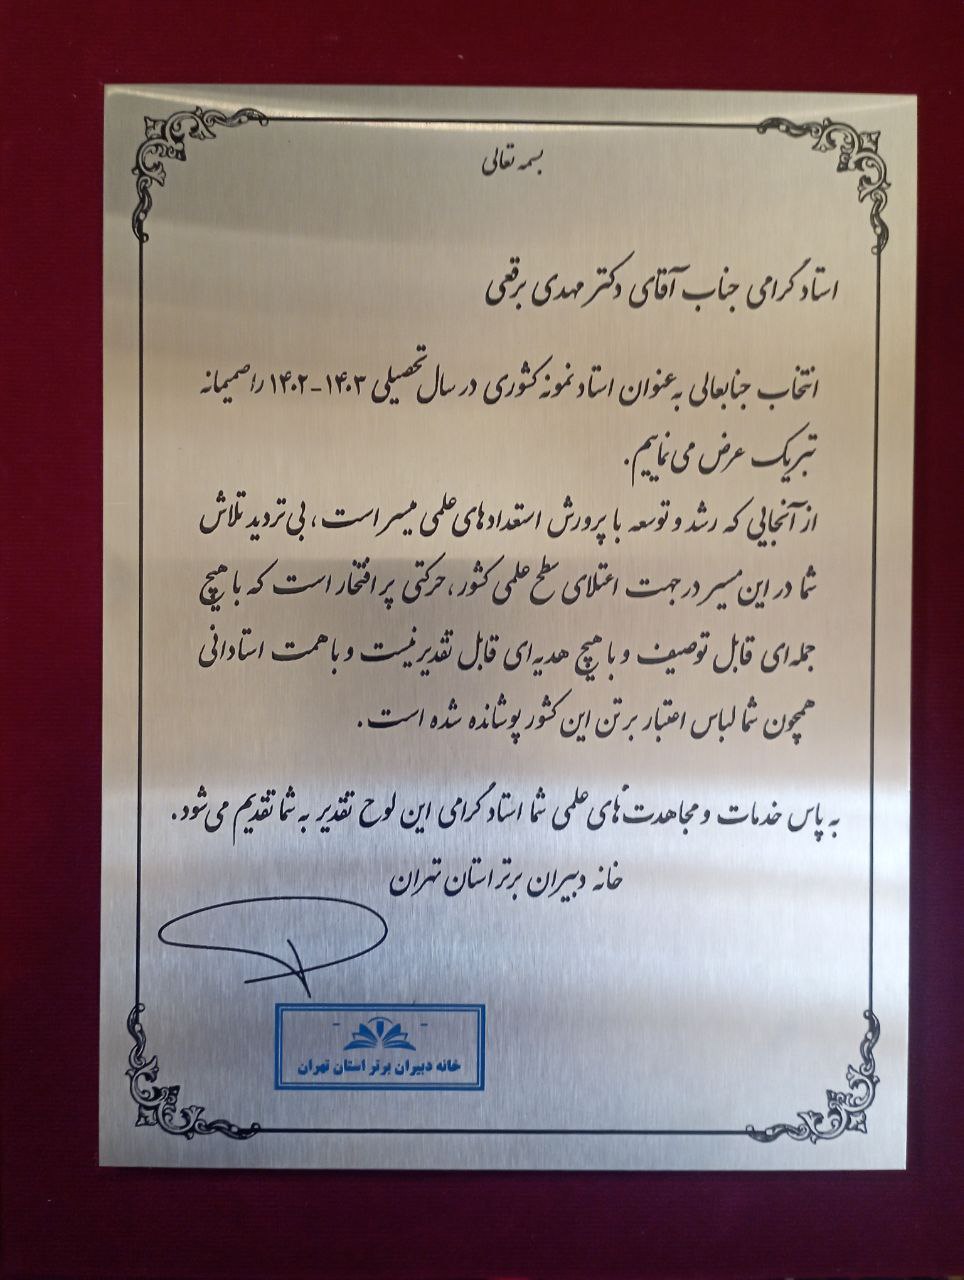 بسمه تعالی
استاد گرامی جناب آقای دکتر مهدی برقعی
انتخاب جنابعالی به عنوان استاد نمونه کشوری در سال تحصیلی ۱۴۰۳-۱۴۰۲ را صمیمانه
تبریک عرض می نماییم.
از آنجایی که رشد و توسعه با پرورش استعدادهای علمی میسر است، بی تردید تلاش
شما در این مسیر در جهت اعتلای سطح علمی کشور، حرکتی پر افتخار است که با هیچ
جمله ای قابل توصیف و با هیچ هدیه ای قابل تقدیر نیست و با همت استادانی
همچون شما لباس اعتبار بر تن این کشور پوشانده شده است.
به پاس خدمات و مجاهدت های علمی شما استاد گرامی این لوح تقدیر به شما تقدیم می شود.
خانه دبیران برتر استان تهران
خانه دبیران برتر استان تهران